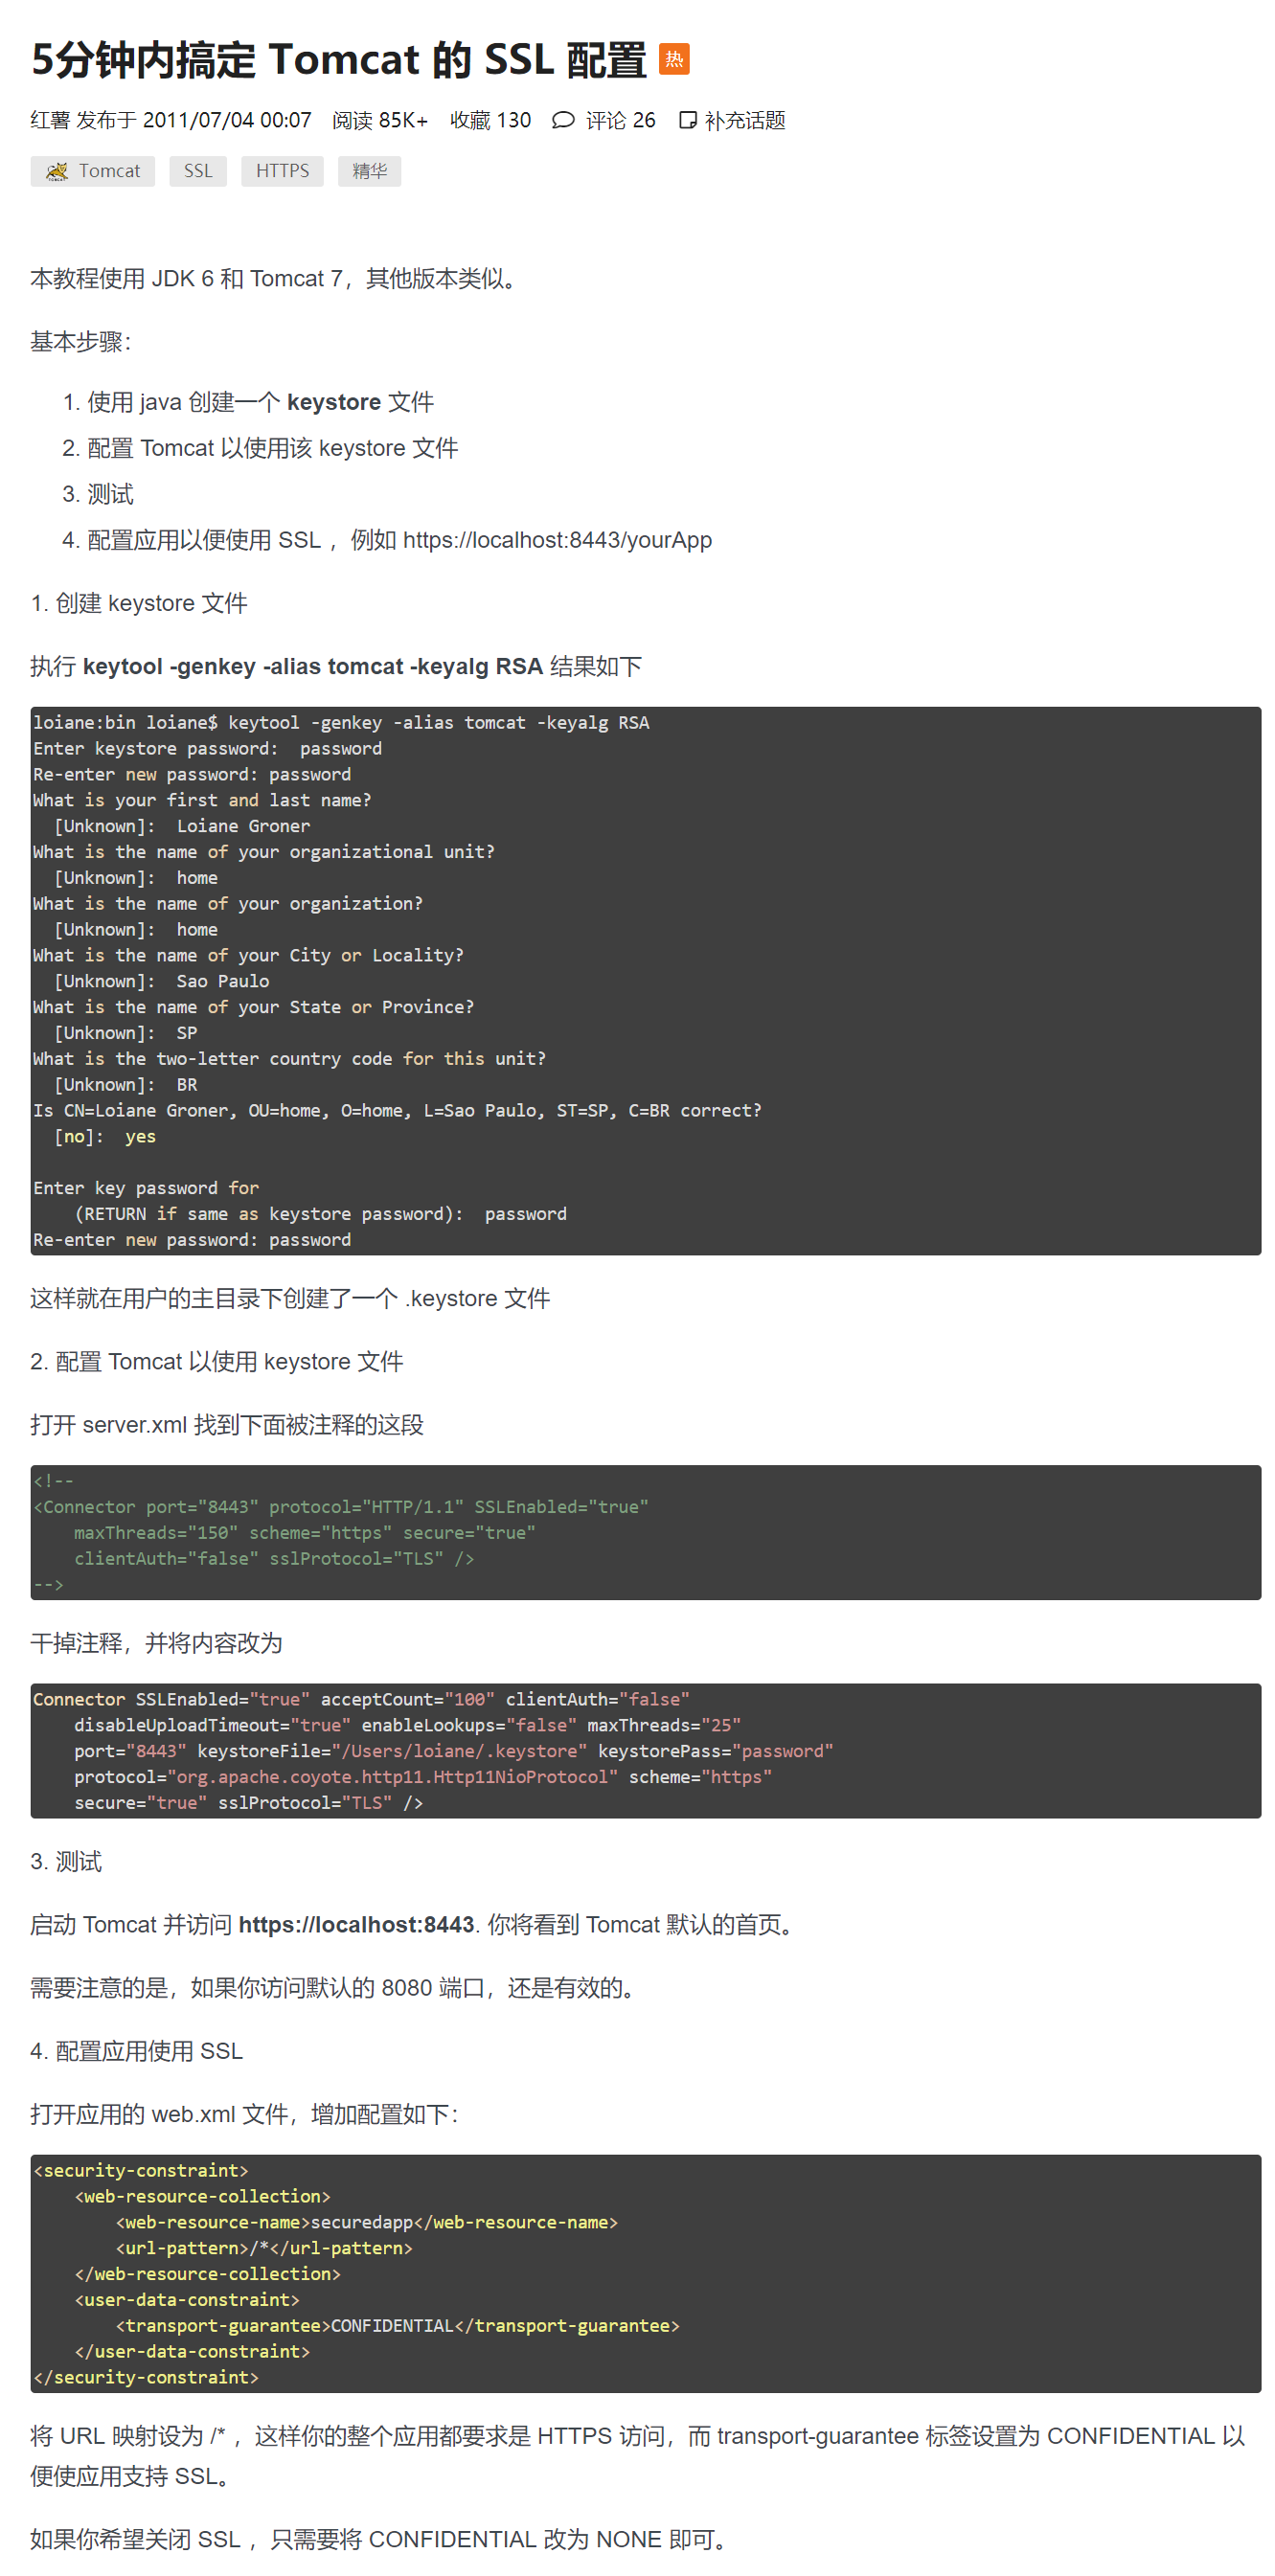 5分钟内搞定 Tomcat 的 SSL 配置 热
红薯 发布于 2011/07/04 00:07 阅读 85K+ 收藏 130 评论 26 补充话题
Tomcat SSL HTTPS 精华
本教程使用 JDK 6 和 Tomcat 7，其他版本类似。
基本步骤：
1. 使用 java 创建一个 keystore 文件
2. 配置 Tomcat 以使用该 keystore 文件
3. 测试
4. 配置应用以便使用 SSL ，例如 https://localhost:8443/yourApp
1. 创建 keystore 文件
执行 keytool -genkey -alias tomcat -keyalg RSA 结果如下
loiane:bin loiane$ keytool -genkey -alias tomcat -keyalg RSA
Enter keystore password:  password
Re-enter new password: password
What is your first and last name?
  [Unknown]:  Loiane Groner
What is the name of your organizational unit?
  [Unknown]:  home
What is the name of your organization?
  [Unknown]:  home
What is the name of your City or Locality?
  [Unknown]:  Sao Paulo
What is the name of your State or Province?
  [Unknown]:  SP
What is the two-letter country code for this unit?
  [Unknown]:  BR
Is CN=Loiane Groner, OU=home, O=home, L=Sao Paulo, ST=SP, C=BR correct?
  [no]:  yes
Enter key password for
    (RETURN if same as keystore password):  password
Re-enter new password: password
这样就在用户的主目录下创建了一个 .keystore 文件
2. 配置 Tomcat 以使用 keystore 文件
打开 server.xml 找到下面被注释的这段
<!--
<Connector port="8443" protocol="HTTP/1.1" SSLEnabled="true"
    maxThreads="150" scheme="https" secure="true"
    clientAuth="false" sslProtocol="TLS" />
-->
干掉注释，并将内容改为
Connector SSLEnabled="true" acceptCount="100" clientAuth="false"
    disableUploadTimeout="true" enableLookups="false" maxThreads="25"
    port="8443" keystoreFile="/Users/loiane/.keystore" keystorePass="password"
    protocol="org.apache.coyote.http11.Http11NioProtocol" scheme="https"
    secure="true" sslProtocol="TLS" />
3. 测试
启动 Tomcat 并访问 https://localhost:8443. 你将看到 Tomcat 默认的首页。
需要注意的是，如果你访问默认的 8080 端口，还是有效的。
4. 配置应用使用 SSL
打开应用的 web.xml 文件，增加配置如下：
<security-constraint>
    <web-resource-collection>
        <web-resource-name>securedapp</web-resource-name>
        <url-pattern>/*</url-pattern>
    </web-resource-collection>
    <user-data-constraint>
        <transport-guarantee>CONFIDENTIAL</transport-guarantee>
    </user-data-constraint>
</security-constraint>
将 URL 映射设为 /* ，这样你的整个应用都要求是 HTTPS 访问，而 transport-guarantee 标签设置为 CONFIDENTIAL 以
便使应用支持 SSL。
如果你希望关闭 SSL ，只需要将 CONFIDENTIAL 改为 NONE 即可。